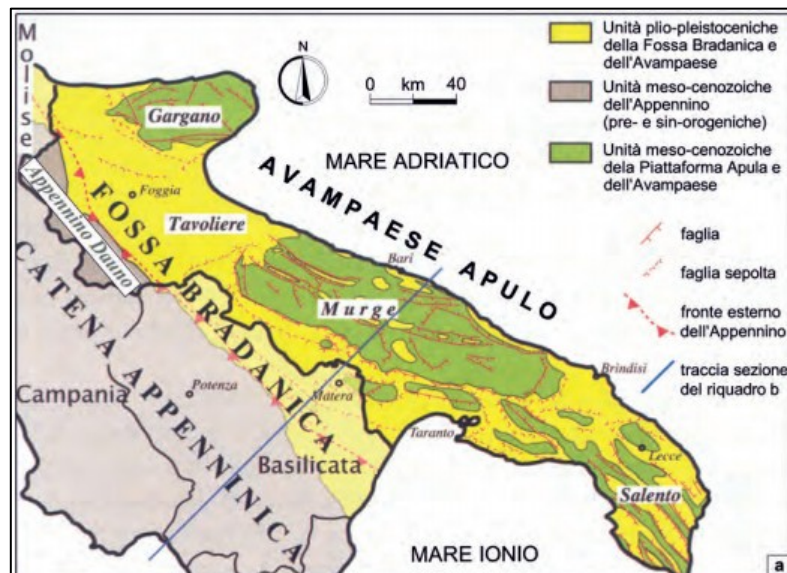 Unità plio-pleistoceniche
della Fossa Bradanica e
dell'Avampaese
Unità meso-cenozoiche
dell'Appennino
(pre- e sin-orogeniche)
Unità meso-cenozoiche
dela Piattaforma Apula e
dell'Avampaese
faglia
faglia sepolta
fronte esterno
dell'Appennino
traccia sezione
del riquadro b
N
0 km 40
Molise
Gargano
MARE ADRIATICO
AVAMPAESE APULO
Foggia
Tavoliere
Appennino Dauno
FOSSA BRADANICA
CATENA APPENNINICA
Bari
Murge
Brindisi
Campania
Potenza
Matera
Basilicata
Taranto
Lecce
Salento
MARE IONIO
a